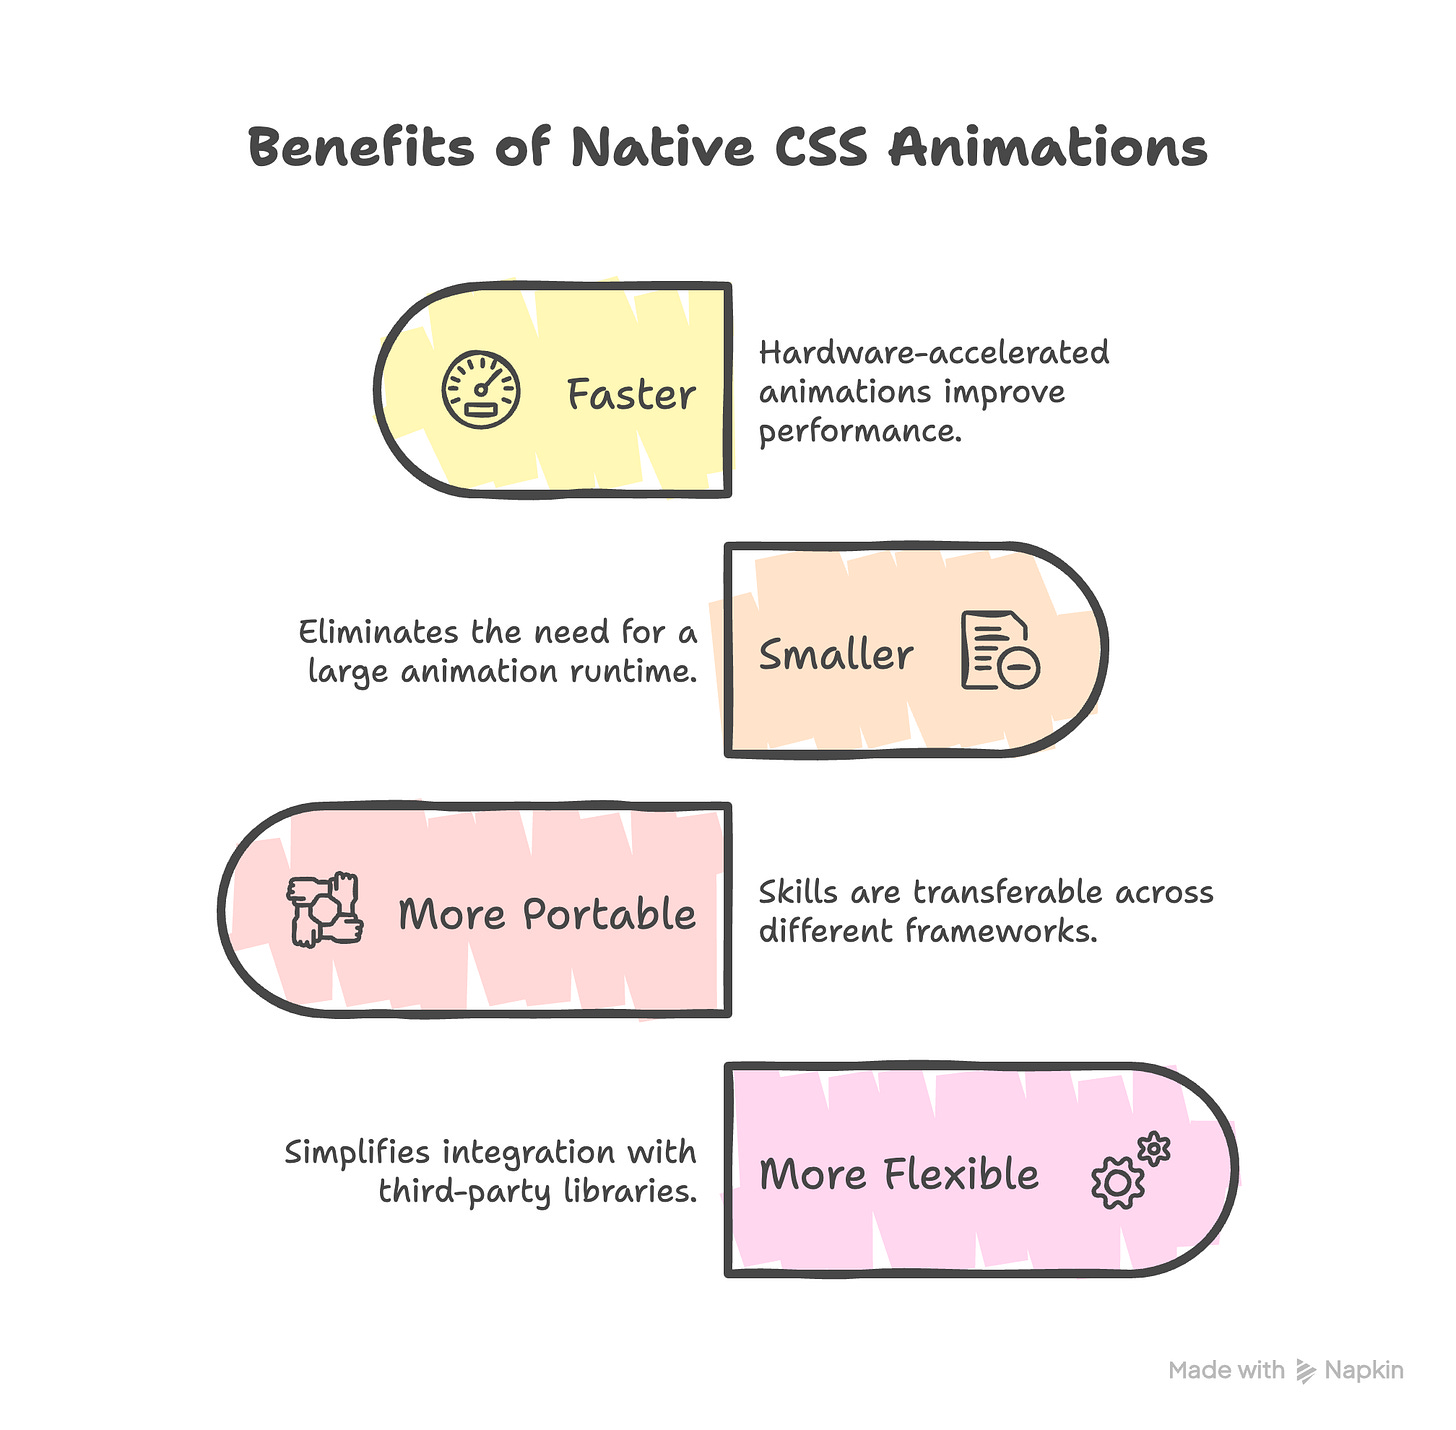 Benefits of Native CSS Animations
Faster
Hardware-accelerated
animations improve
performance.
Eliminates the need for a
large animation runtime.
Smaller
More Portable
Skills are transferable across
different frameworks.
Simplifies integration with
third-party libraries.
More Flexible
Made with Napkin